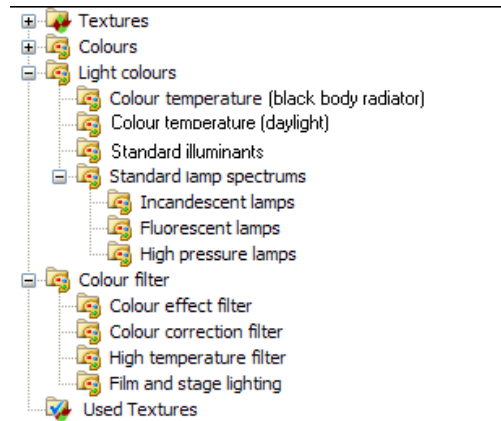 Textures
Colours
Light colours
Colour temperature (black body radiator)
Colour temperature (daylight)
Standard illuminants
Standard lamp spectrums
Incandescent lamps
Fluorescent lamps
High pressure lamps
Colour filter
Colour effect filter
Colour correction filter
High temperature filter
Film and stage lighting
Used Textures